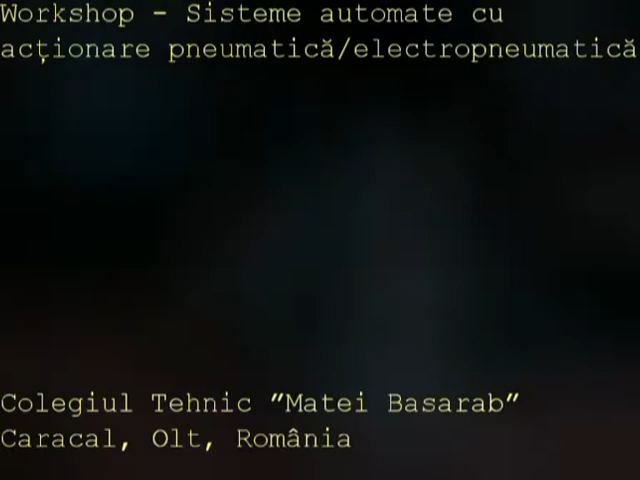 Workshop - Sisteme automate cu
acționare pneumatică/electropneumatică
Colegiul Tehnic ”Matei Basarab”
Caracal, Olt, România